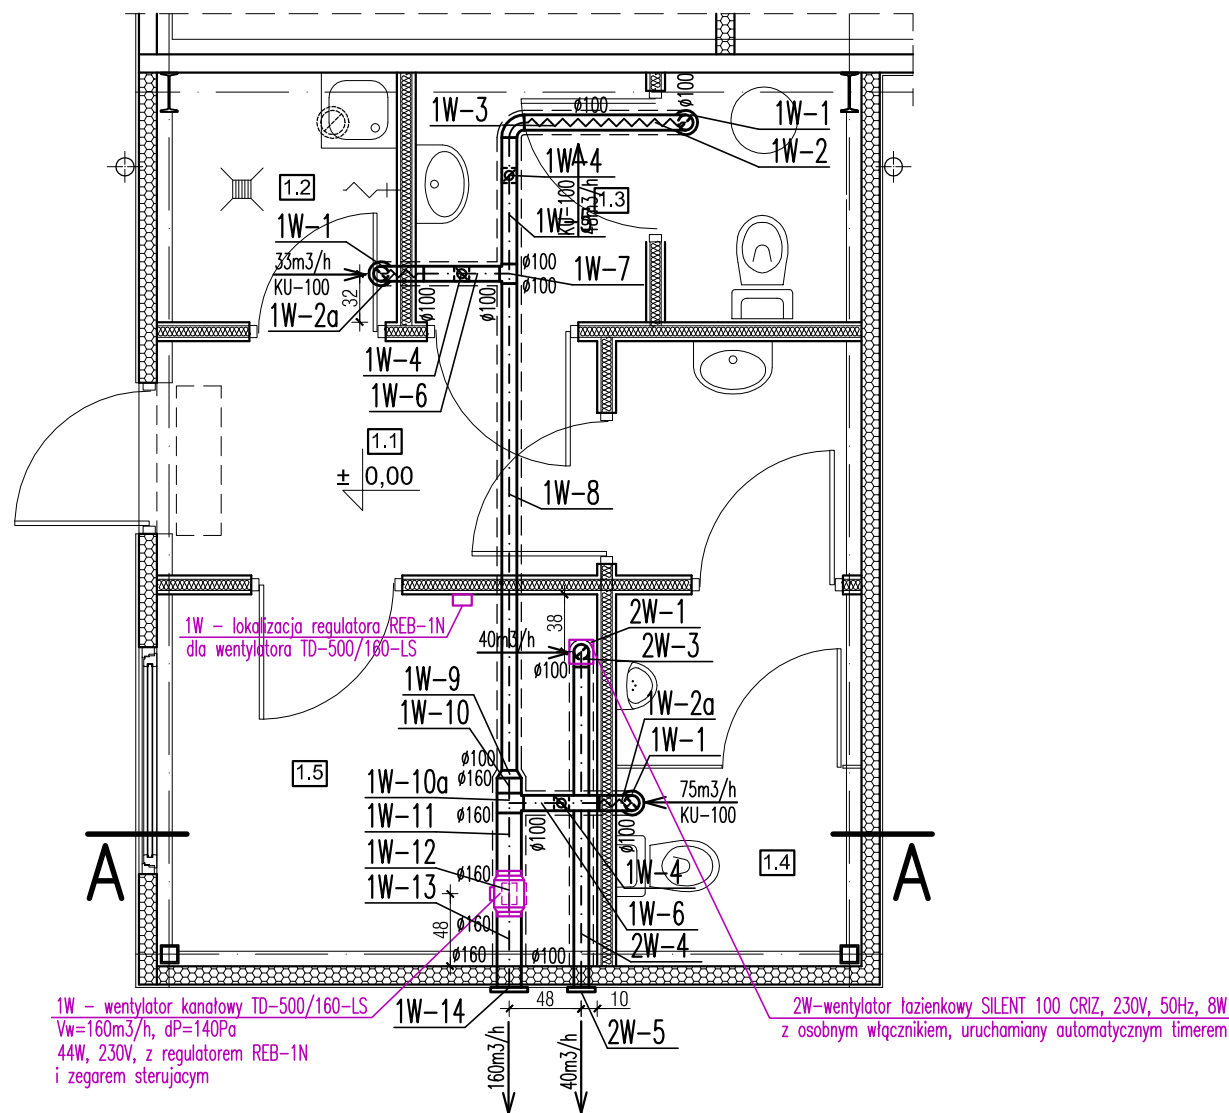 1W-3
ø100
ø100
1W-1
1W-2
1W-4
1.2
1.3
KU-100
48m3/h
1W-1
1W-
33m3/h
KU-100
ø100
ø100
1W-7
32
1W-2a
ø100
ø100
1W-4
1W-6
1.1
± 0,00
1W-8
1W - lokalizacja regulatora REB-1N
dla wentylatora TD-500/160-LS
38
2W-1
40m3/h
2W-3
ø100
1W-9
1W-2a
1W-10
1W-1
ø100
ø160
1.5
1W-10a
75m3/h
1W-11
ø160
KU-100
ø100
ø100
1W-12
A
A
1.4
ø160
1W-4
1W-13
1W-6
48
ø160
2W-4
ø160
ø100
1W - wentylator kanałowy TD-500/160-LS
Vw=160m3/h, dP=140Pa
44W, 230V, z regulatorem REB-1N
i zegarem sterujacym
1W-14
48
10
2W-5
160m3/h
40m3/h
2W-wentylator łazienkowy SILENT 100 CRIZ, 230V, 50Hz, 8W
z osobnym włącznikiem, uruchamiany automatycznym timerem